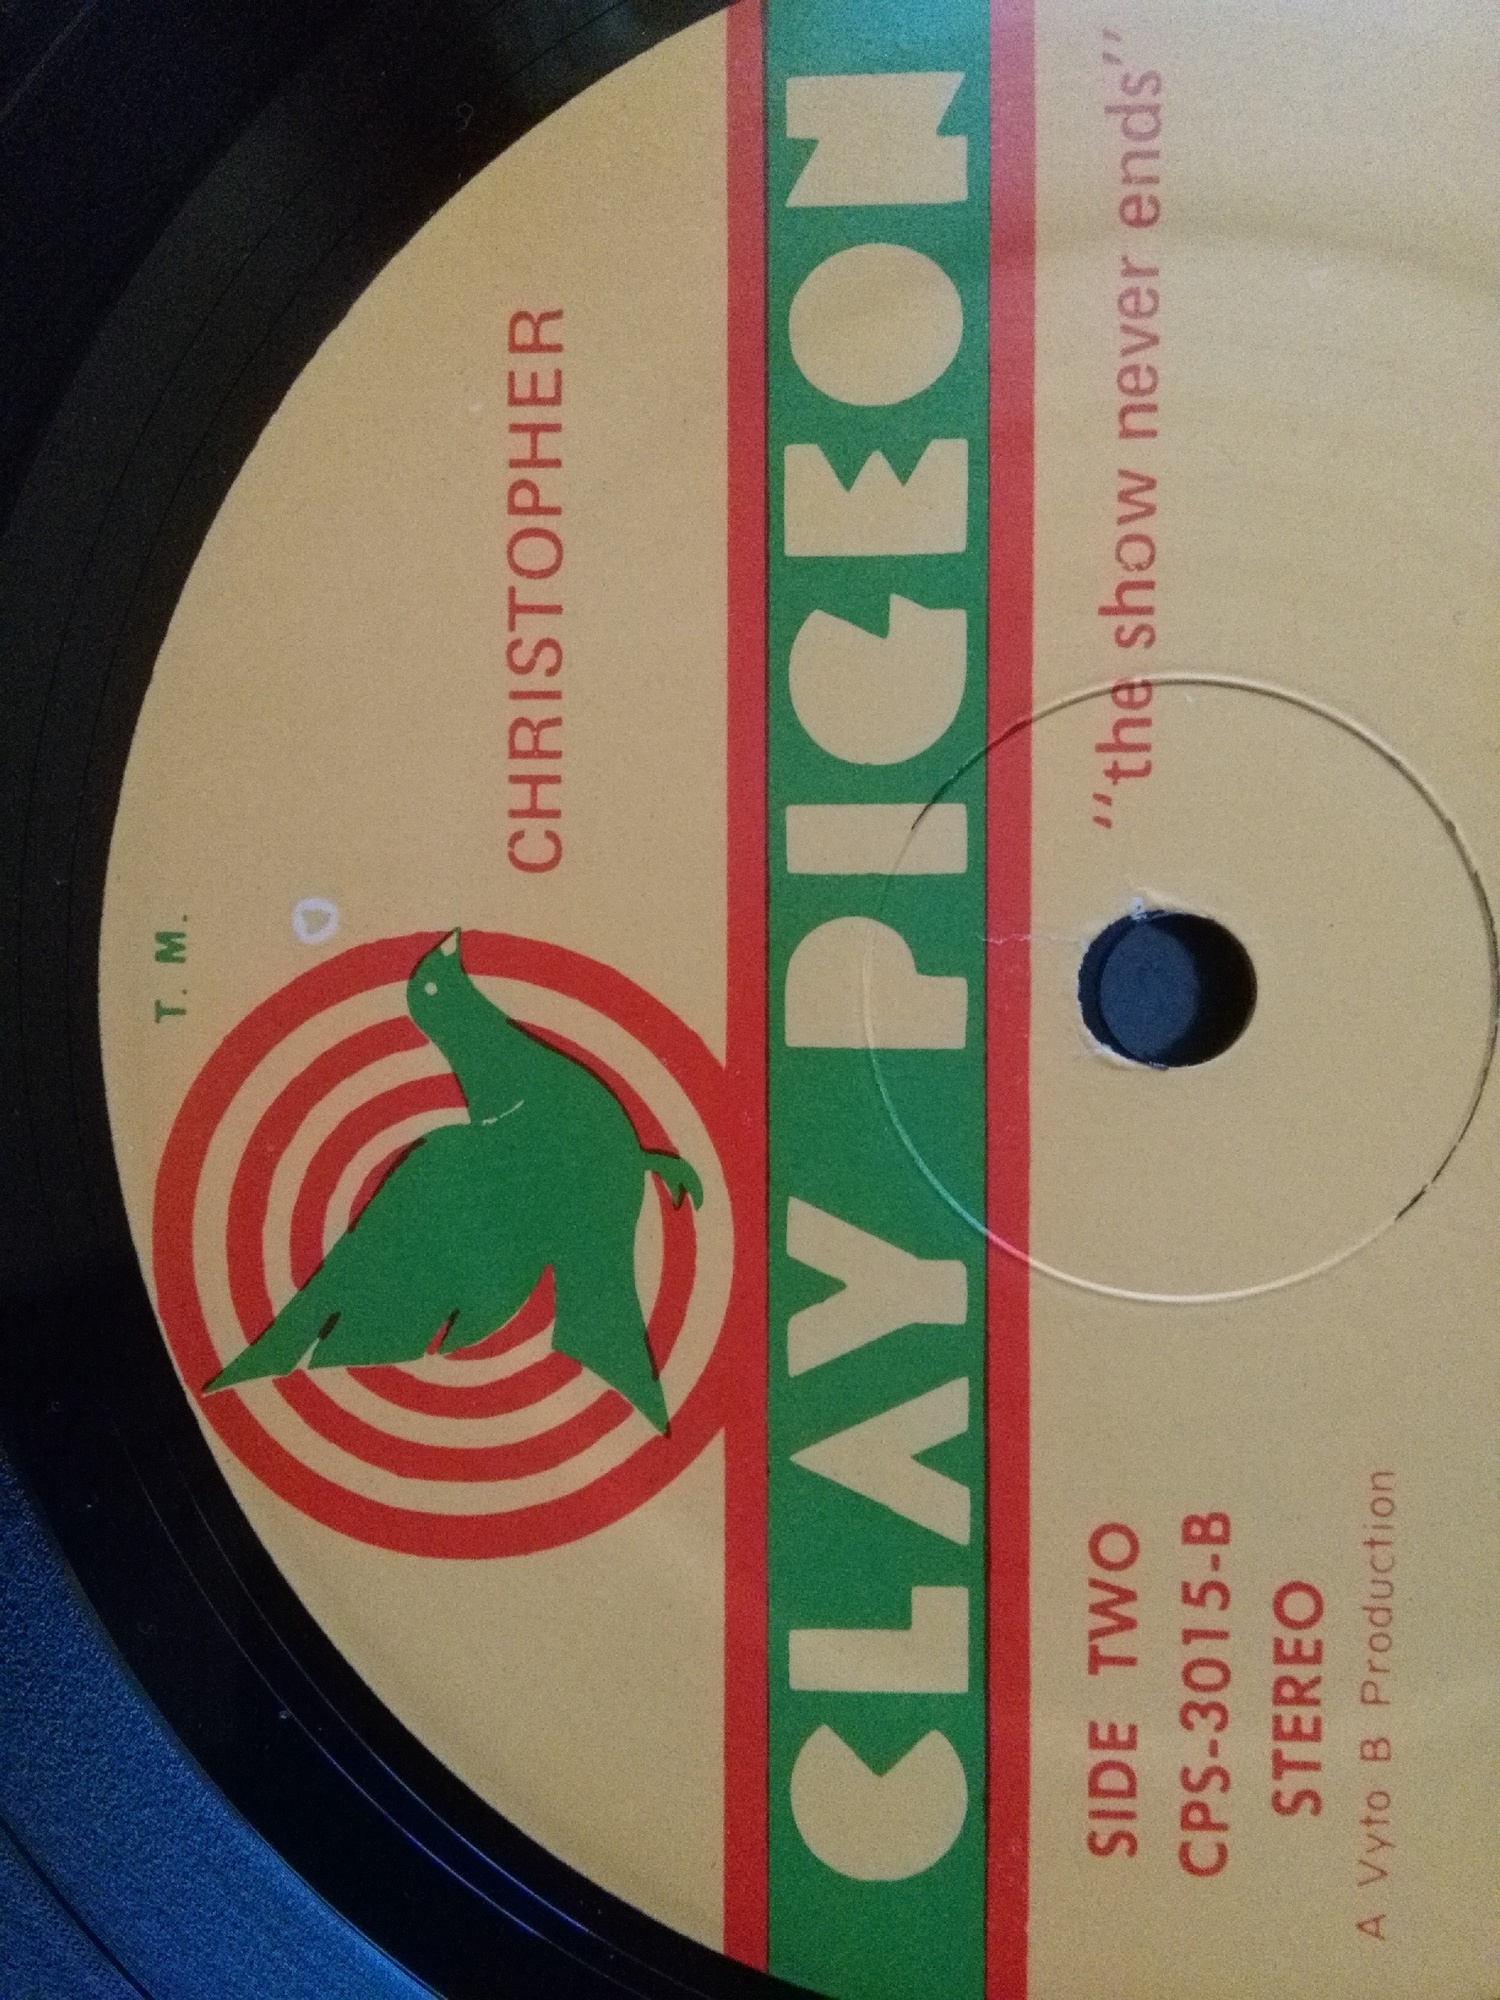 T. M.
CHRISTOPHER
CLAY PIGEON
"the show never ends"
SIDE TWO
CPS-3015-B
STEREO
A Vyto B Production